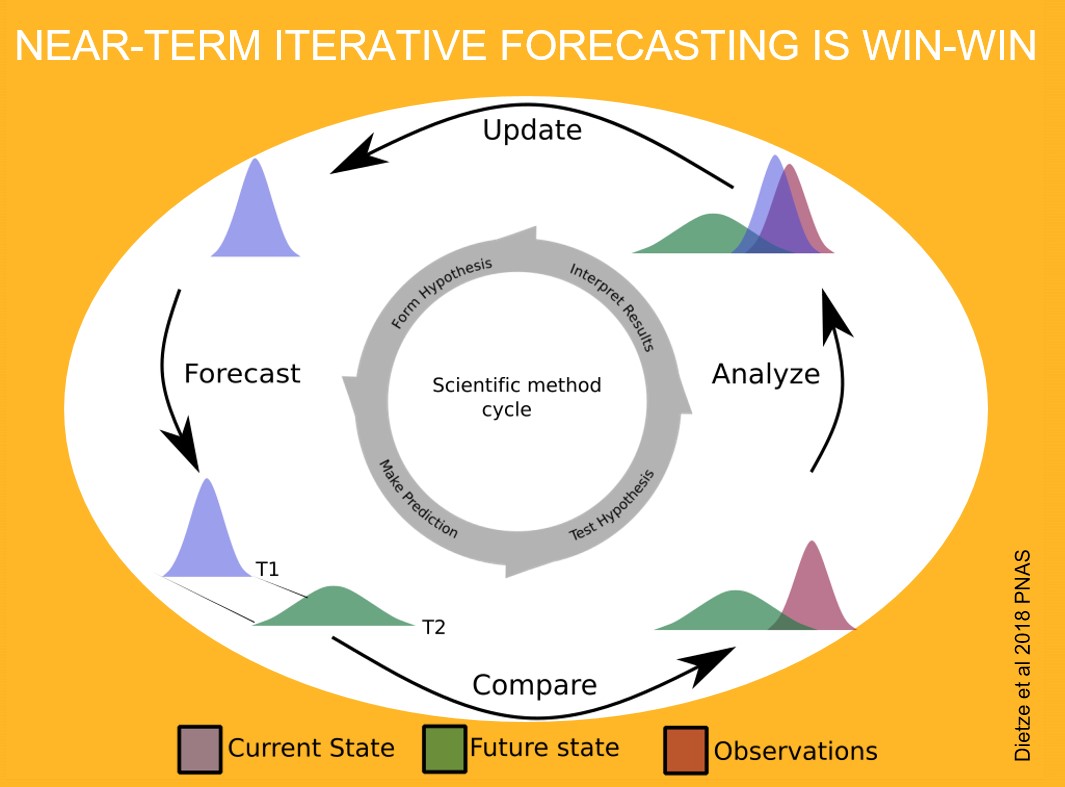 NEAR-TERM ITERATIVE FORECASTING IS WIN-WIN
Update
Form Hypothesis
Interpret Results
Forecast
Scientific method
cycle
Analyze
Make Prediction
Test Hypothesis
T1
T2
Compare
Current State
Future state
Observations
Dietze et al 2018 PNAS